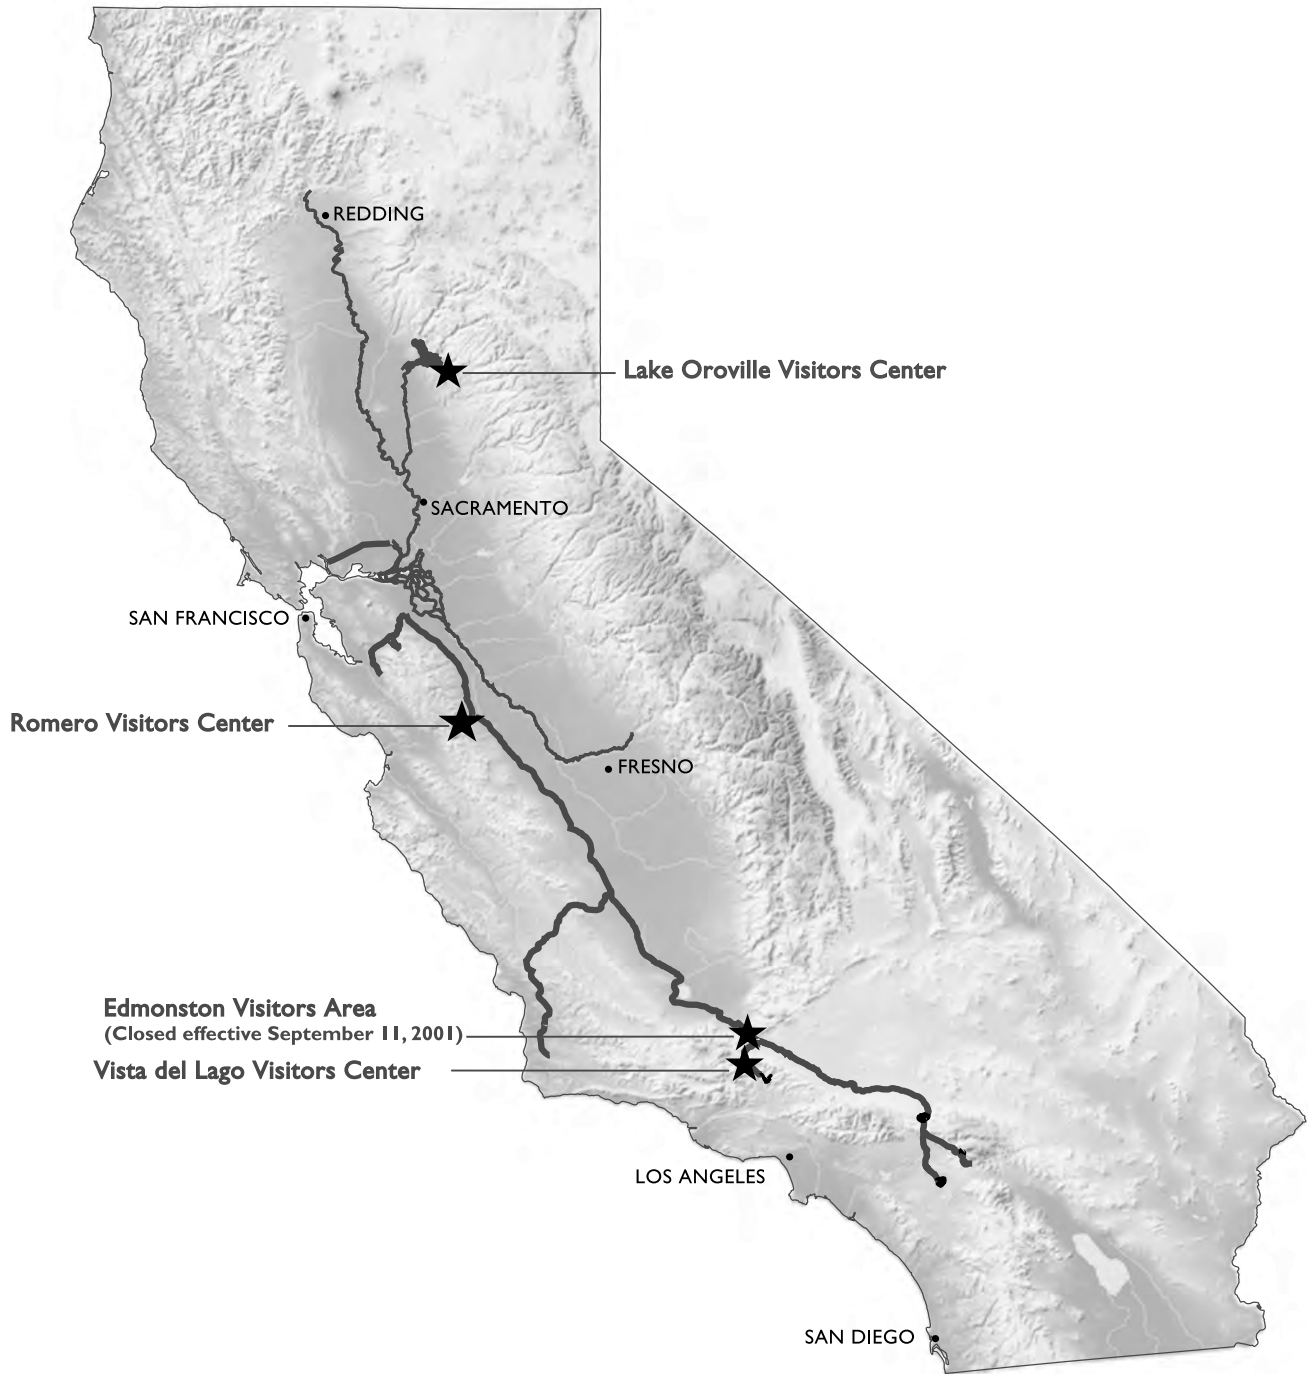 REDDING
Lake Oroville Visitors Center
SACRAMENTO
SAN FRANCISCO
Romero Visitors Center
FRESNO
Edmonston Visitors Area
(Closed effective September 11, 2001)
Vista del Lago Visitors Center
LOS ANGELES
SAN DIEGO